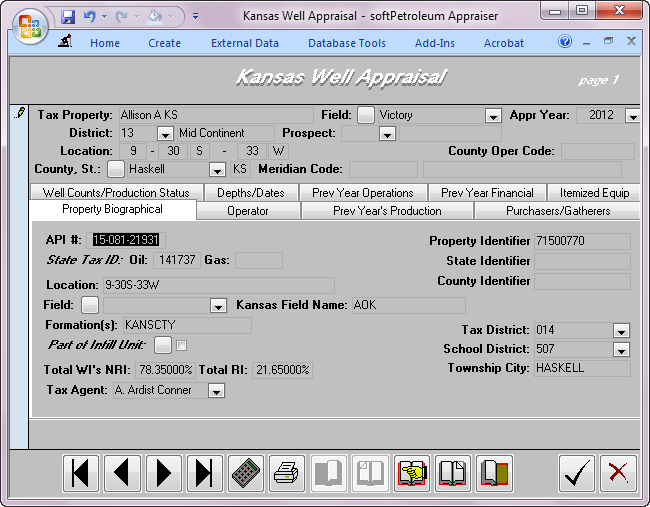 Kansas Well Appraisal - softPetroleum Appraiser
Home Create External Data Database Tools Add-Ins Acrobat
Kansas Well Appraisal page 1
Tax Property: Allison A KS Field: Victory Appr Year: 2012
District: 13 Mid Continent Prospect:
Location: 9 - 30 S - 33 W County Oper Code:
County, St.: Haskell KS Meridian Code:
Well Counts/Production Status Depths/Dates Prev Year Operations Prev Year Financial Itemized Equip
Property Biographical Operator Prev Year's Production Purchasers/Gatherers
API #: 15-081-21931 Property Identifier 71500770
State Tax ID: Oil: 141737 Gas: State Identifier
County Identifier
Location: 9-30S-33W
Field: Kansas Field Name: AOK
Formation(s): KANSCTY Tax District: 014
Part of Infill Unit: School District: 507
Total WI's NRI: 78.35000% Total RI: 21.65000% Township City: HASKELL
Tax Agent: A. Ardist Conner